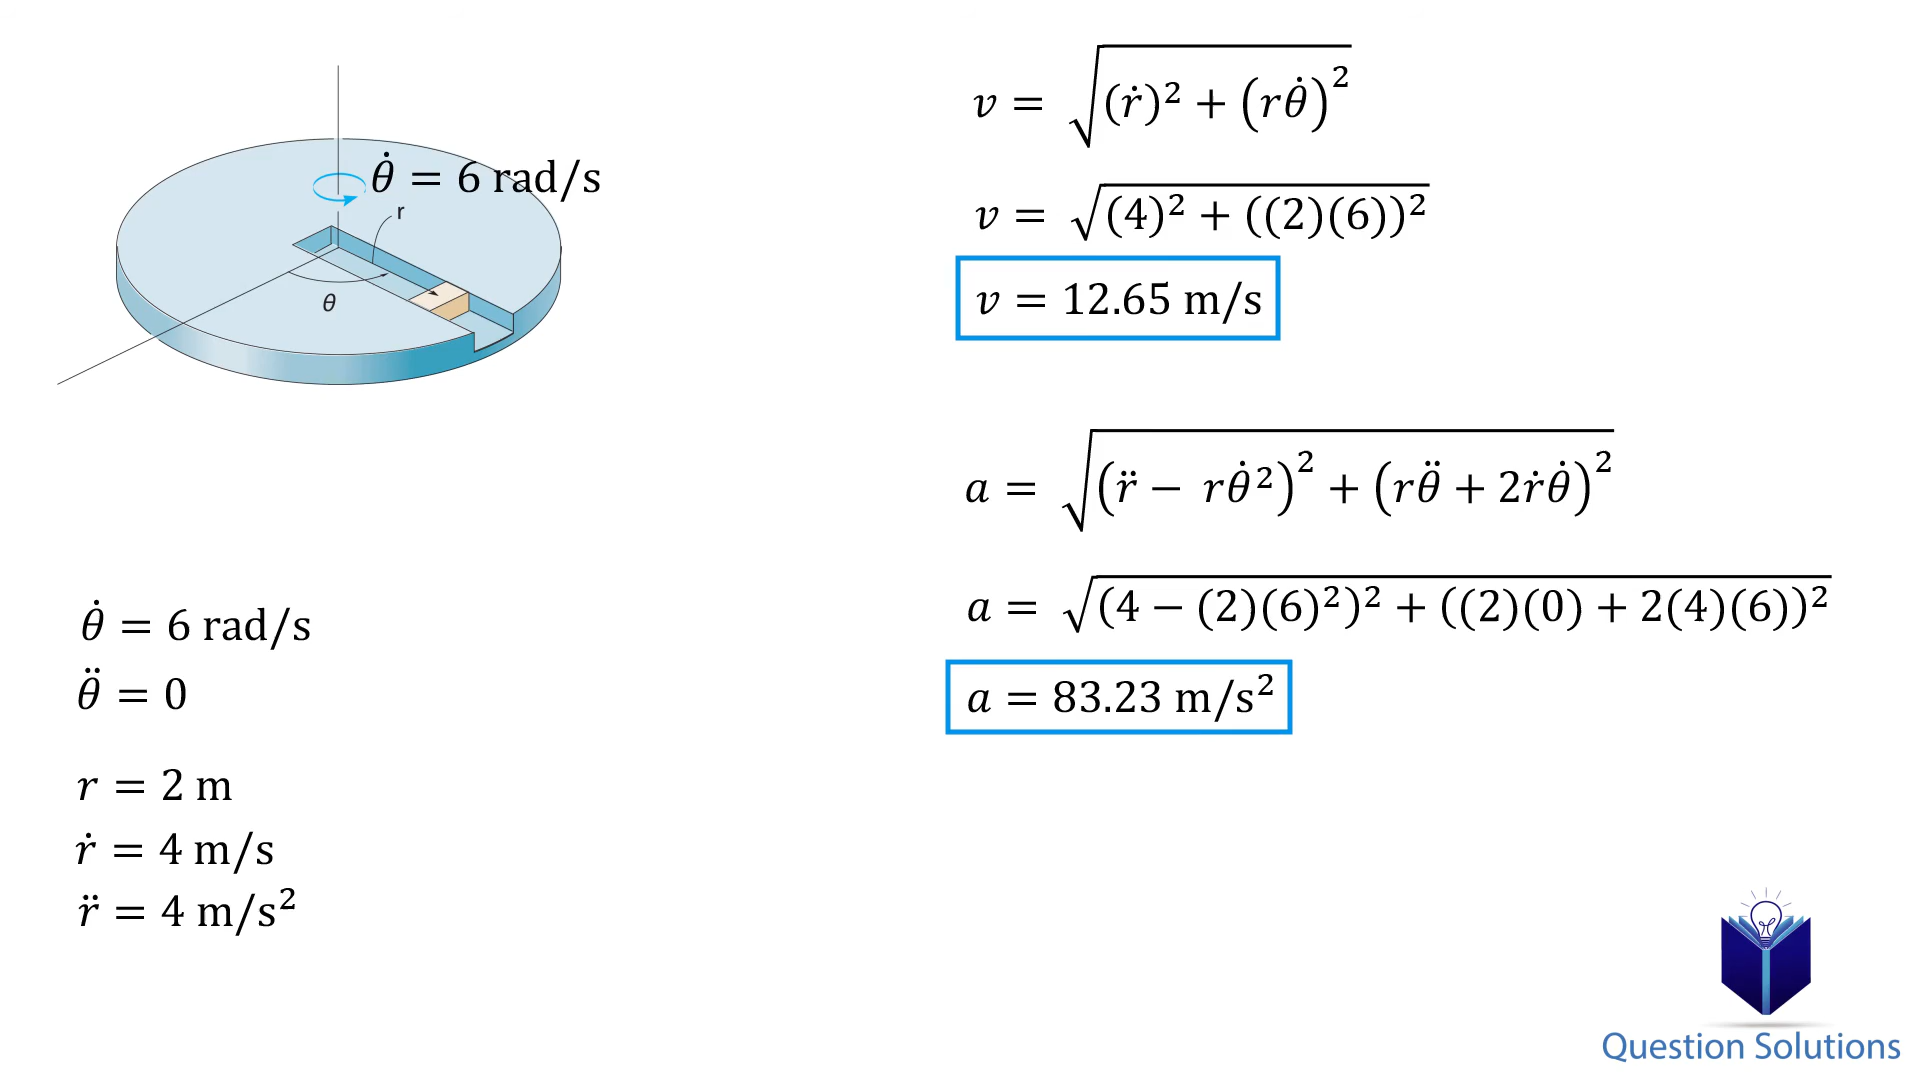 θ̇ = 6 rad/s
r
θ
θ̇ = 6 rad/s
θ̈ = 0
r = 2 m
ṙ = 4 m/s
r̈ = 4 m/s²
v = √((ṙ)² + (rθ̇)²)
v = √((4)² + ((2)(6))²)
v = 12.65 m/s
a = √((r̈ − rθ̇²)² + (rθ̈ + 2ṙθ̇)²)
a = √((4 − (2)(6)²)² + ((2)(0) + 2(4)(6))²)
a = 83.23 m/s²
Question Solutions